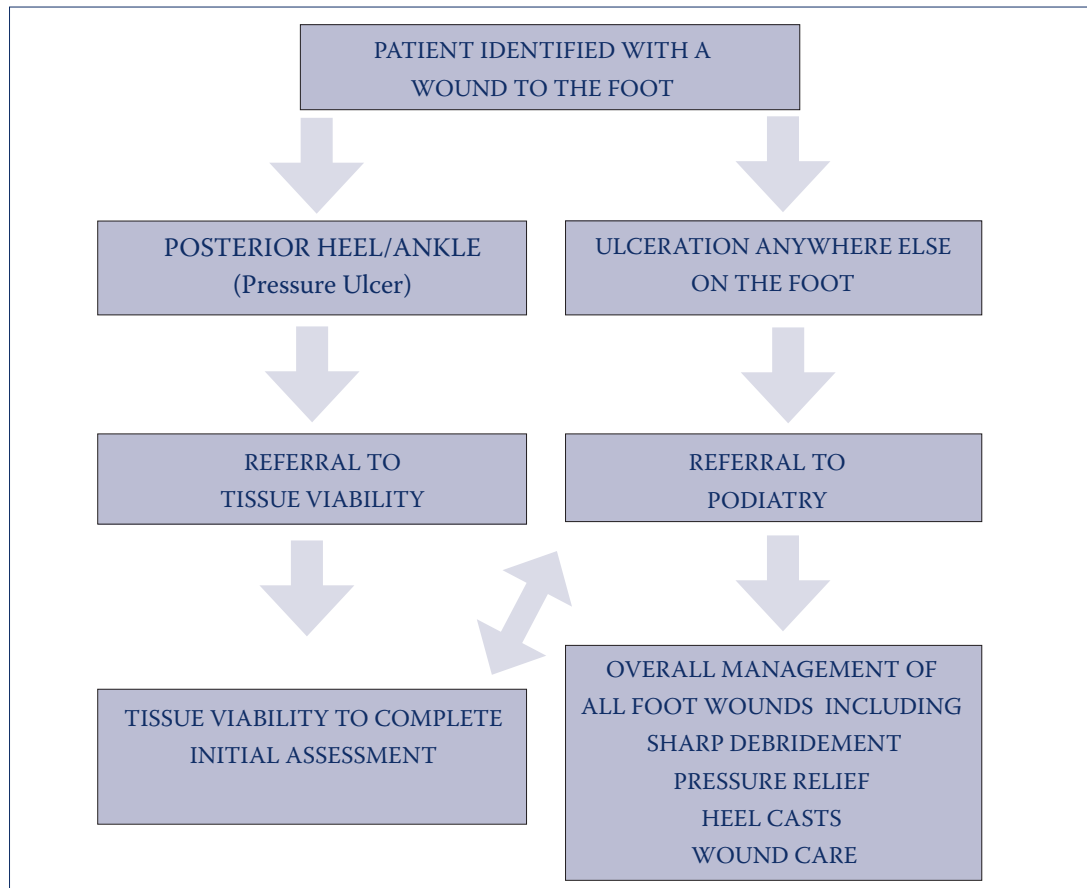 PATIENT IDENTIFIED WITH A
WOUND TO THE FOOT
POSTERIOR HEEL/ANKLE
(Pressure Ulcer)
ULCERATION ANYWHERE ELSE
ON THE FOOT
REFERRAL TO
TISSUE VIABILITY
REFERRAL TO
PODIATRY
TISSUE VIABILITY TO COMPLETE
INITIAL ASSESSMENT
OVERALL MANAGEMENT OF
ALL FOOT WOUNDS INCLUDING
SHARP DEBRIDEMENT
PRESSURE RELIEF
HEEL CASTS
WOUND CARE